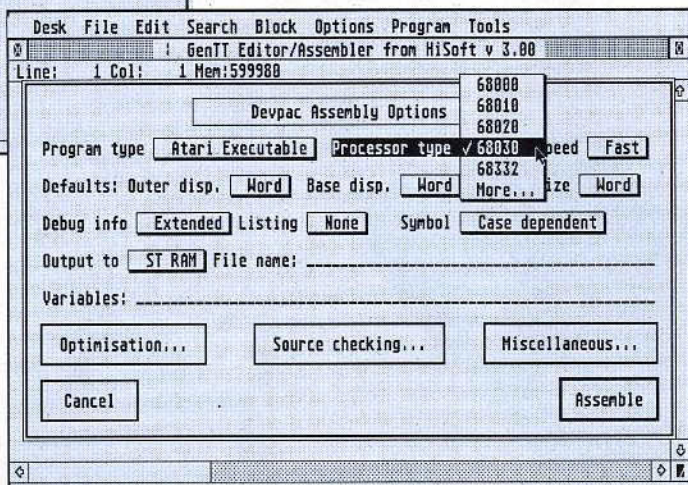 Desk File Edit Search Block Options Program Tools
GenTT Editor/Assembler from HiSoft v 3.00
Line: 1 Col: 1 Mem:599980
Devpac Assembly Options
68000
68010
68020
Program type Atari Executable Processor type ✓ 68030 Fast
68332
More...
Defaults: Outer disp. Word Base disp. Word Word
Debug info Extended Listing None Symbol Case dependent
Output to ST RAM File name:
Variables:
Optimisation... Source checking... Miscellaneous...
Cancel Assemble